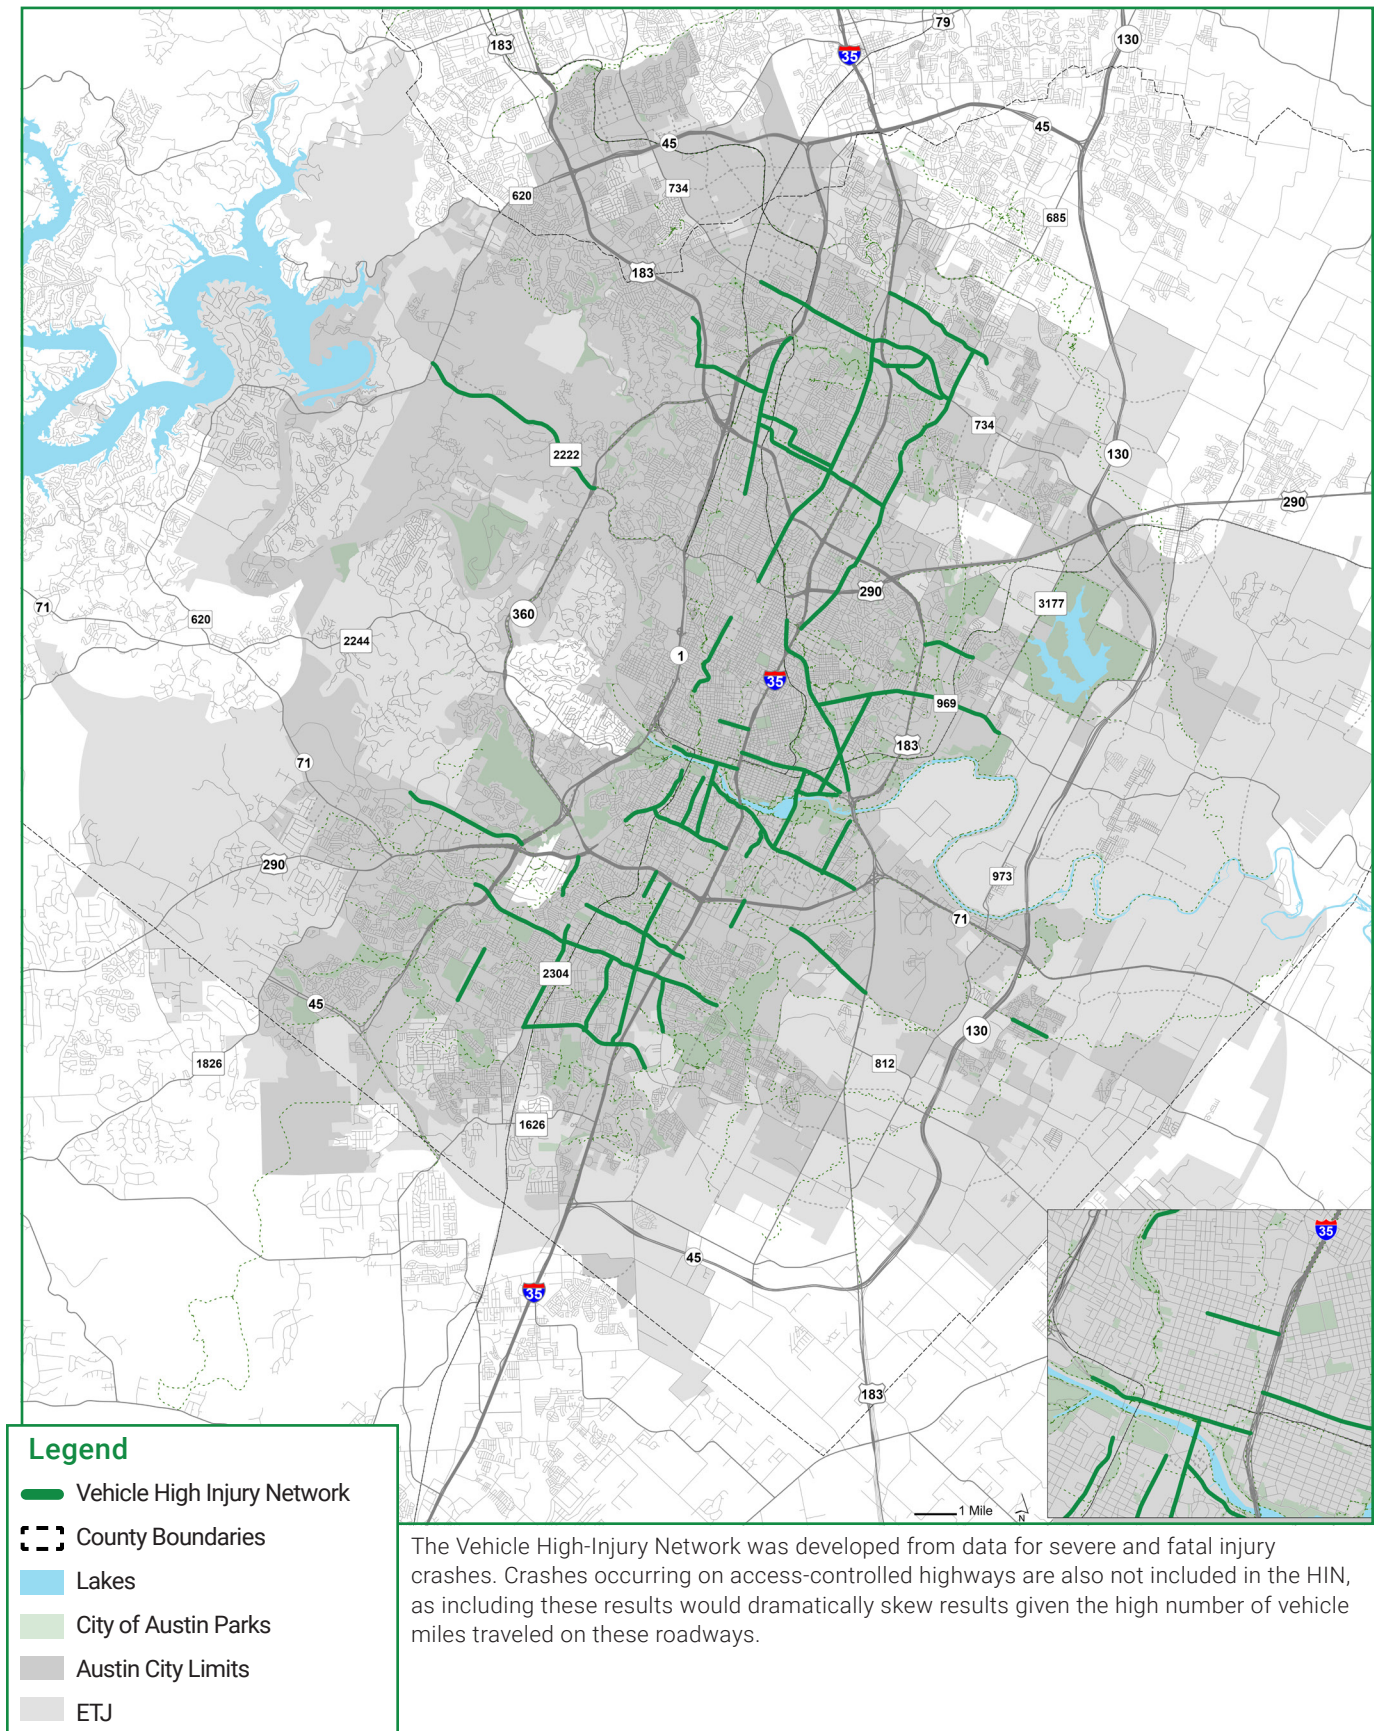 79
183
35
130
45
45
734
620
685
183
734
2222
130
290
290
71
620
360
3177
2244
1
35
969
183
71
290
973
71
2304
45
130
1826
812
1626
35
45
35
183
1 Mile
N
Legend
Vehicle High Injury Network
County Boundaries
Lakes
City of Austin Parks
Austin City Limits
ETJ
The Vehicle High-Injury Network was developed from data for severe and fatal injury
crashes. Crashes occurring on access-controlled highways are also not included in the HIN,
as including these results would dramatically skew results given the high number of vehicle
miles traveled on these roadways.